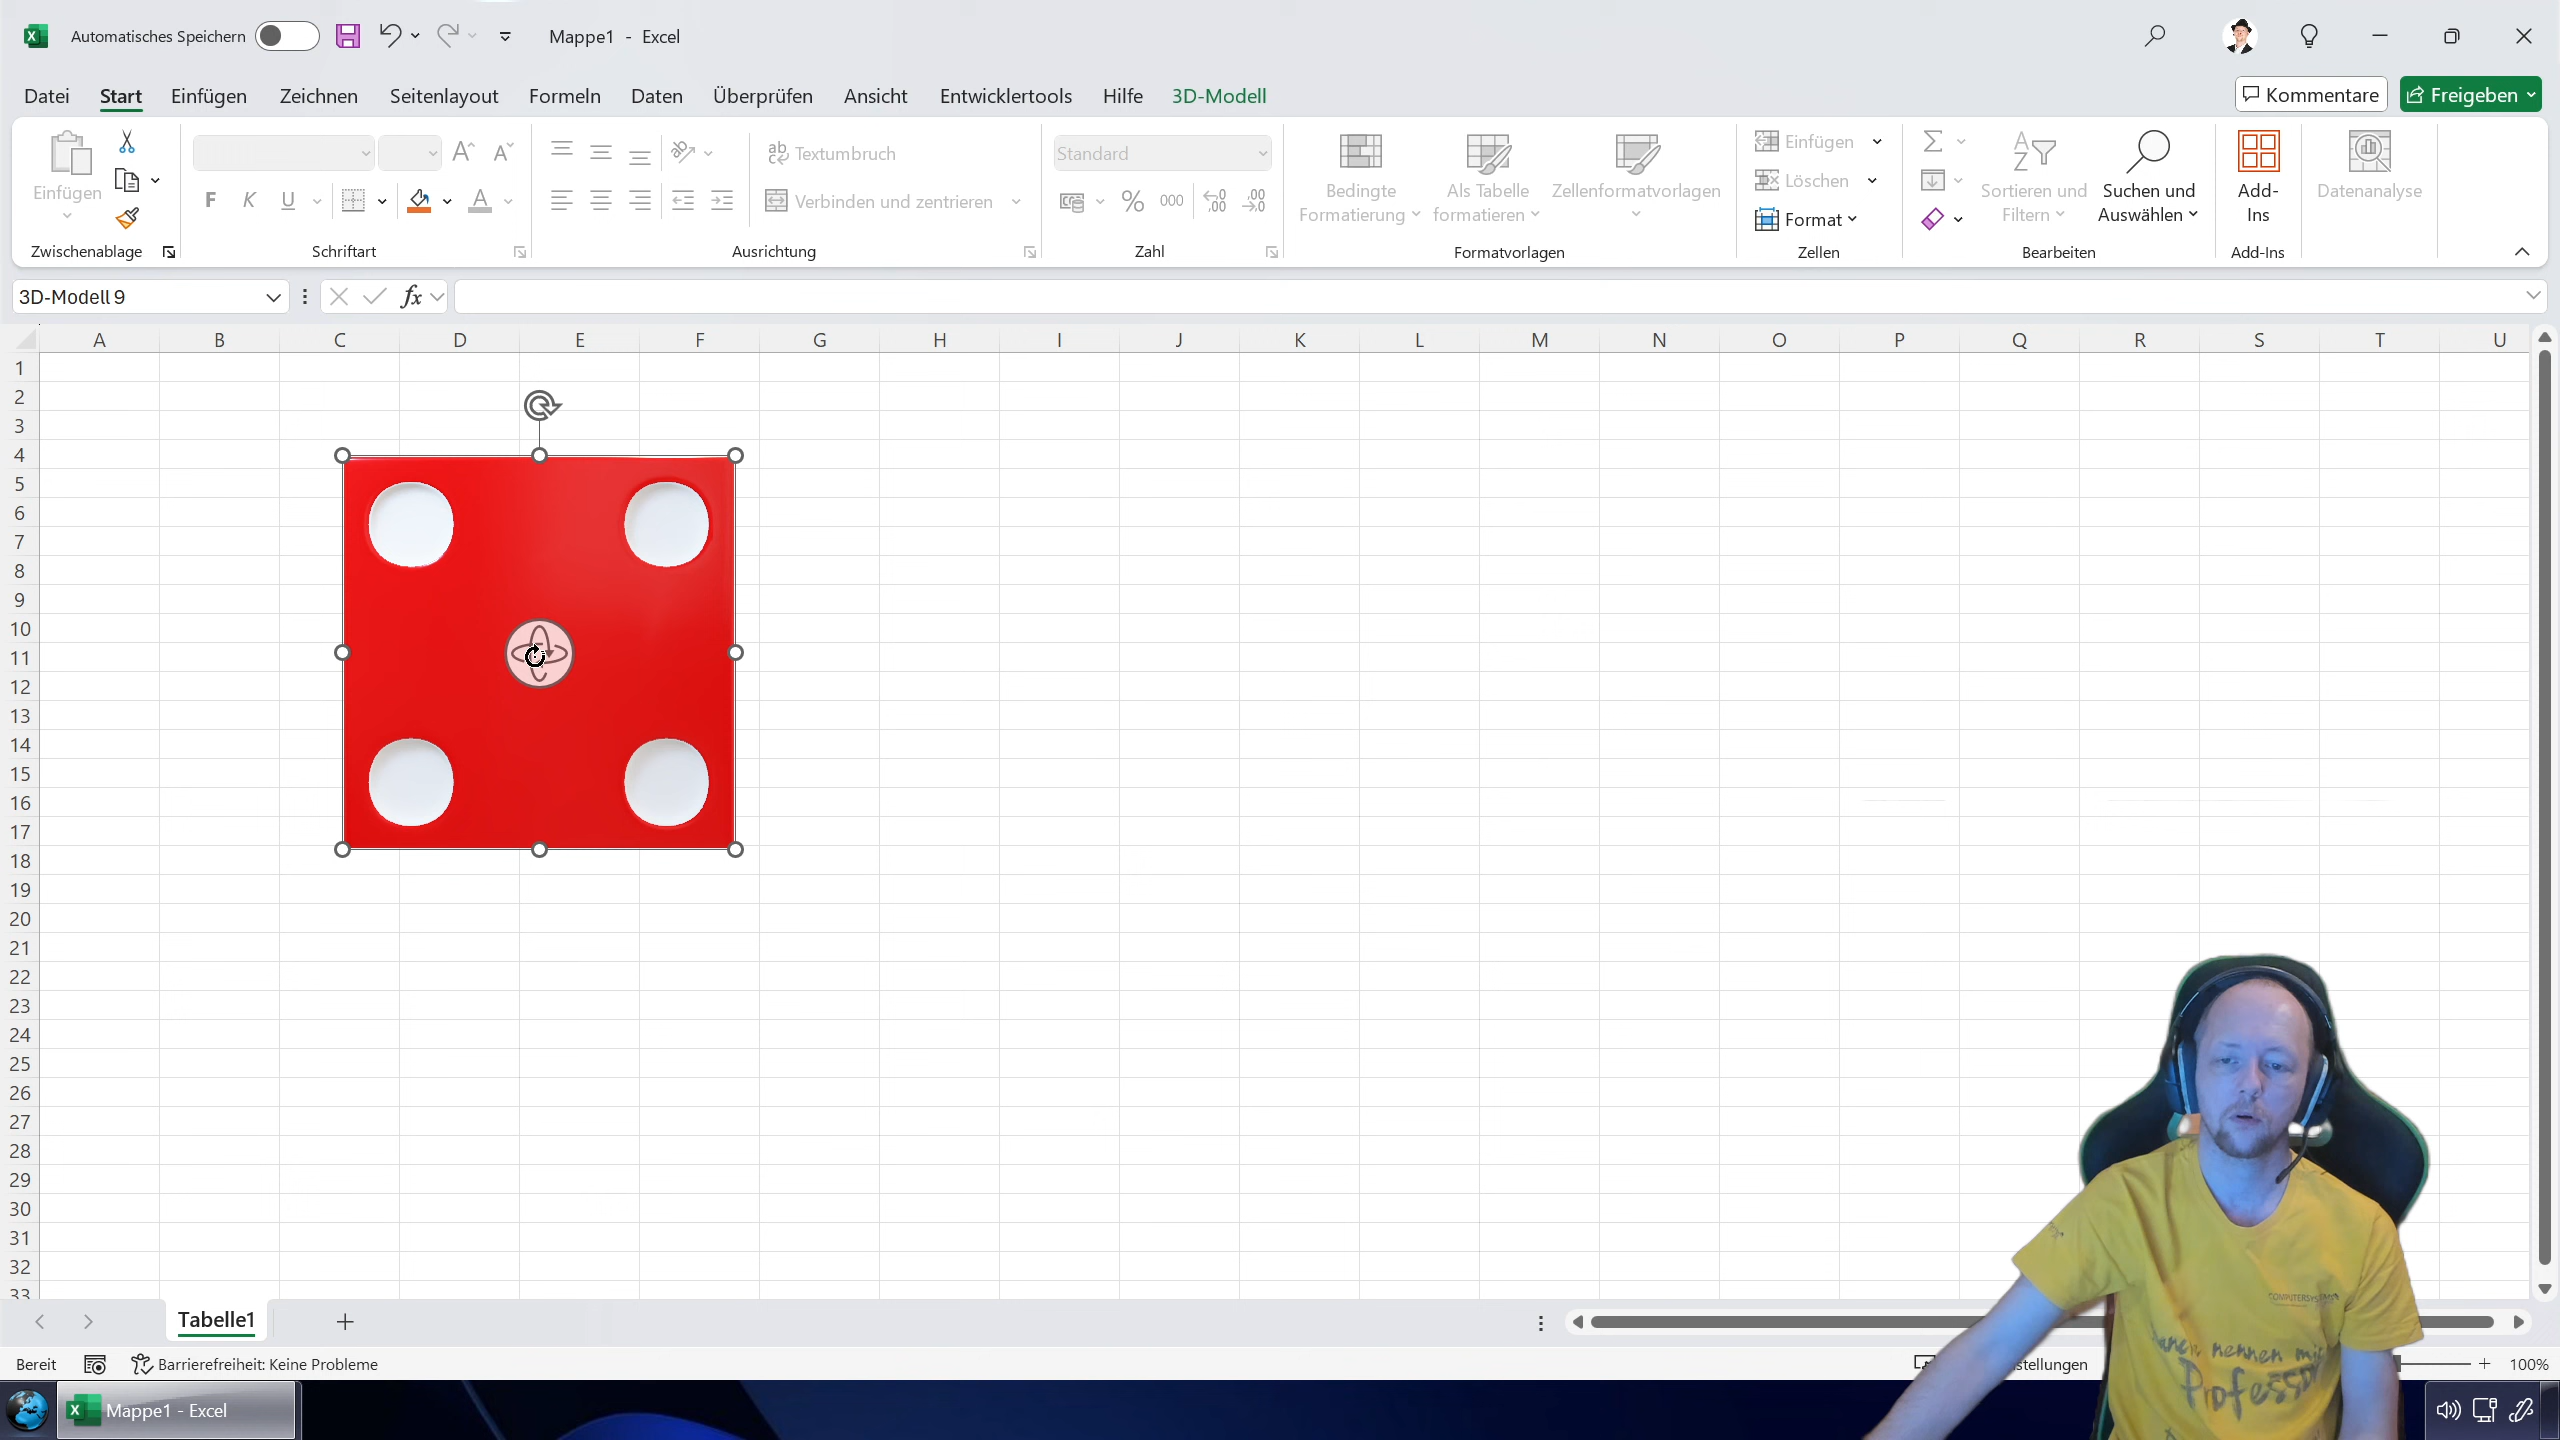 Automatisches Speichern
Mappe1 - Excel
Datei Start Einfügen Zeichnen Seitenlayout Formeln Daten Überprüfen Ansicht Entwicklertools Hilfe 3D-Modell
Kommentare Freigeben
Einfügen
F K U
Textumbruch
Verbinden und zentrieren
Standard
% 000
Bedingte Formatierung
Als Tabelle formatieren
Zellenformatvorlagen
Einfügen
Löschen
Format
Sortieren und Filtern
Suchen und Auswählen
Add-Ins
Datenanalyse
Zwischenablage Schriftart Ausrichtung Zahl Formatvorlagen Zellen Bearbeiten Add-Ins
3D-Modell 9
fx
A B C D E F G H I J K L M N O P Q R S T U
1
2
3
4
5
6
7
8
9
10
11
12
13
14
15
16
17
18
19
20
21
22
23
24
25
26
27
28
29
30
31
32
33
Tabelle1
Bereit
Barrierefreiheit: Keine Probleme
stellungen
100%
Mappe1 - Excel
nennen
Professor